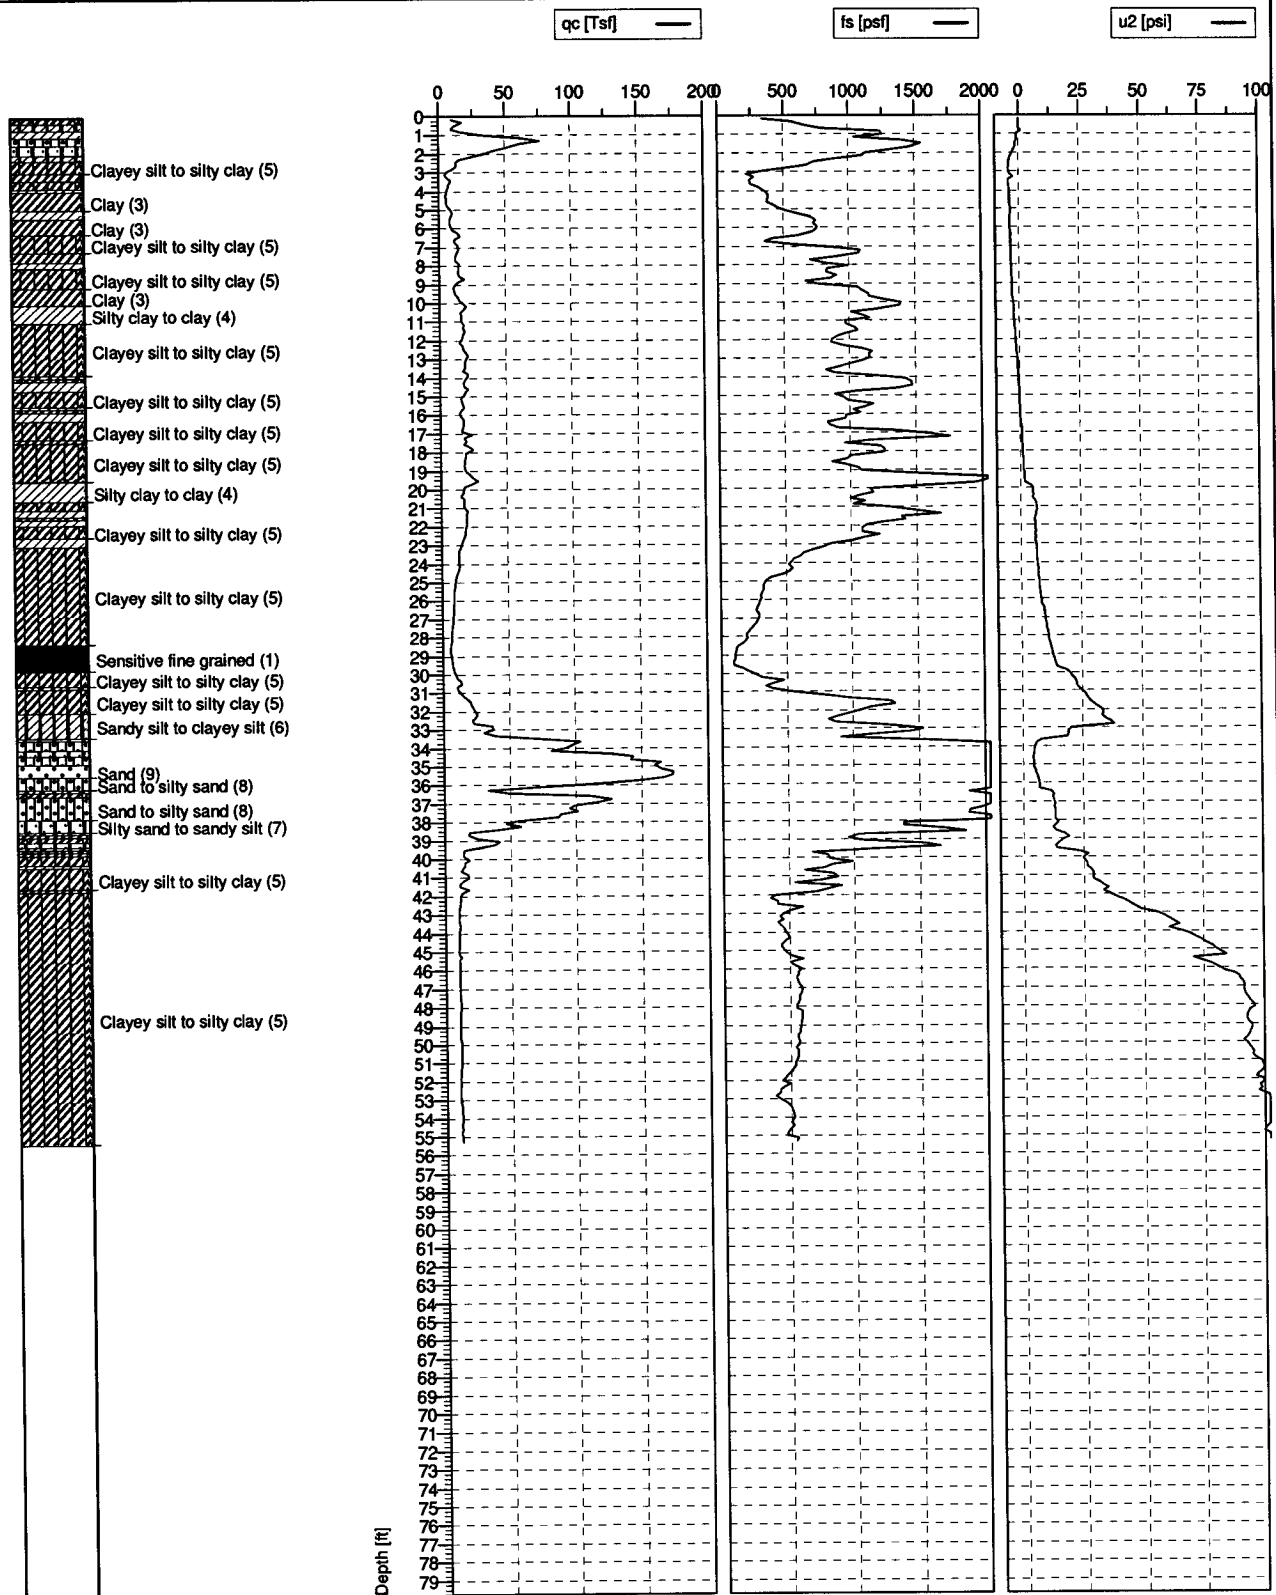 qc [Tsf] fs [psf] u2 [psi]
0 50 100 150 200 0 500 1000 1500 2000 0 25 50 75 100
0
1
2
3
4
5
6
7
8
9
10
11
12
13
14
15
16
17
18
19
20
21
22
23
24
25
26
27
28
29
30
31
32
33
34
35
36
37
38
39
40
41
42
43
44
45
46
47
48
49
50
51
52
53
54
55
56
57
58
59
60
61
62
63
64
65
66
67
68
69
70
71
72
73
74
75
76
77
78
79
Clayey silt to silty clay (5)
Clay (3)
Clay (3)
Clayey silt to silty clay (5)
Clayey silt to silty clay (5)
Clay (3)
Silty clay to clay (4)
Clayey silt to silty clay (5)
Clayey silt to silty clay (5)
Clayey silt to silty clay (5)
Clayey silt to silty clay (5)
Silty clay to clay (4)
Clayey silt to silty clay (5)
Clayey silt to silty clay (5)
Sensitive fine grained (1)
Clayey silt to silty clay (5)
Clayey silt to silty clay (5)
Sandy silt to clayey silt (6)
Sand (9)
Sand to silty sand (8)
Sand to silty sand (8)
Silty sand to sandy silt (7)
Clayey silt to silty clay (5)
Clayey silt to silty clay (5)
Depth [ft]